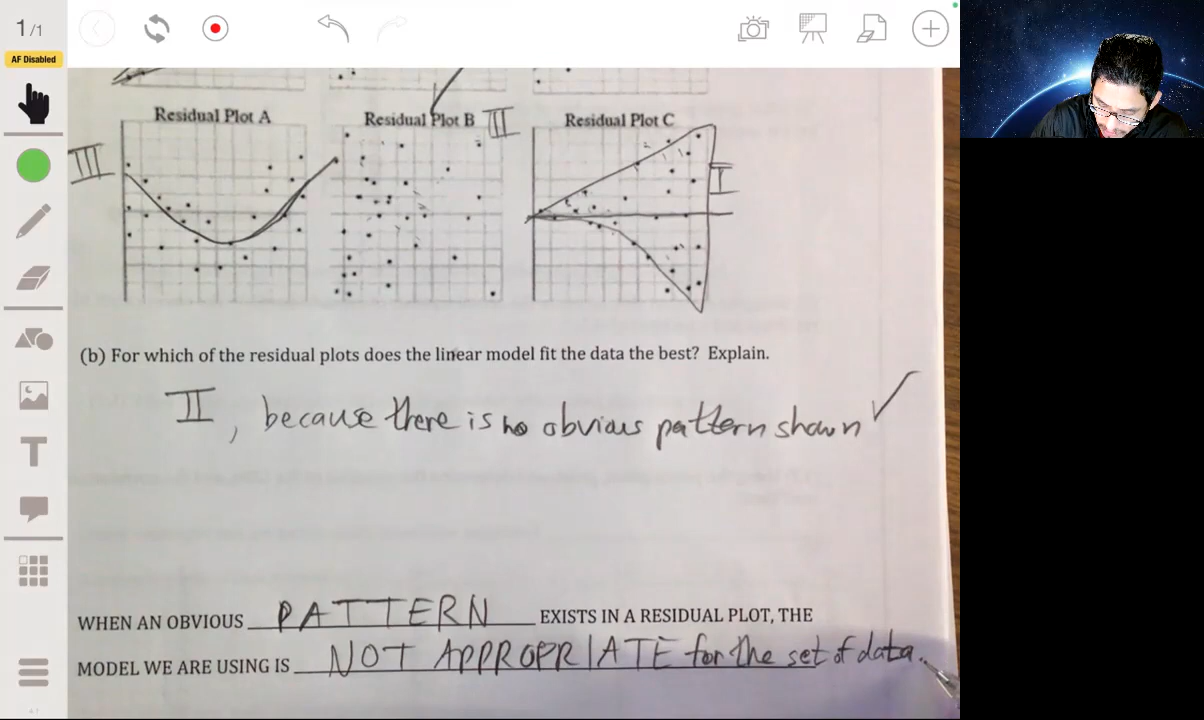 1/1
AF Disabled
Residual Plot A
Residual Plot B
Residual Plot C
III
II
I
(b) For which of the residual plots does the linear model fit the data the best? Explain.
II, because there is no obvious pattern shown
WHEN AN OBVIOUS PATTERN EXISTS IN A RESIDUAL PLOT, THE
MODEL WE ARE USING IS NOT APPROPRIATE for the set of data.
T